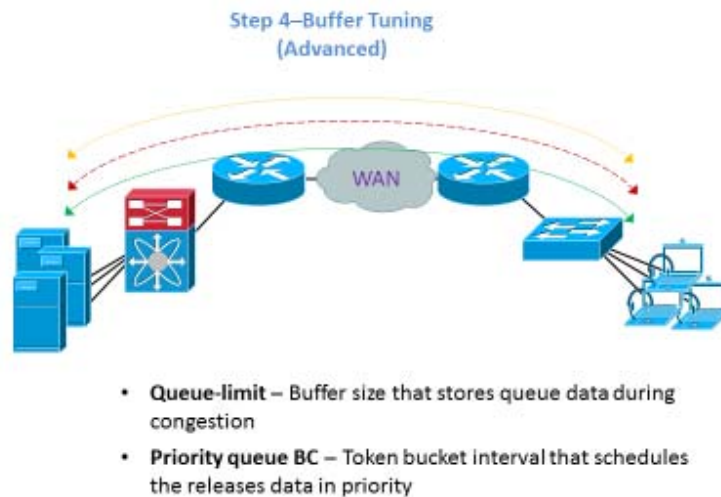 Step 4–Buffer Tuning
(Advanced)
WAN
• Queue-limit – Buffer size that stores queue data during
congestion
• Priority queue BC – Token bucket interval that schedules
the releases data in priority